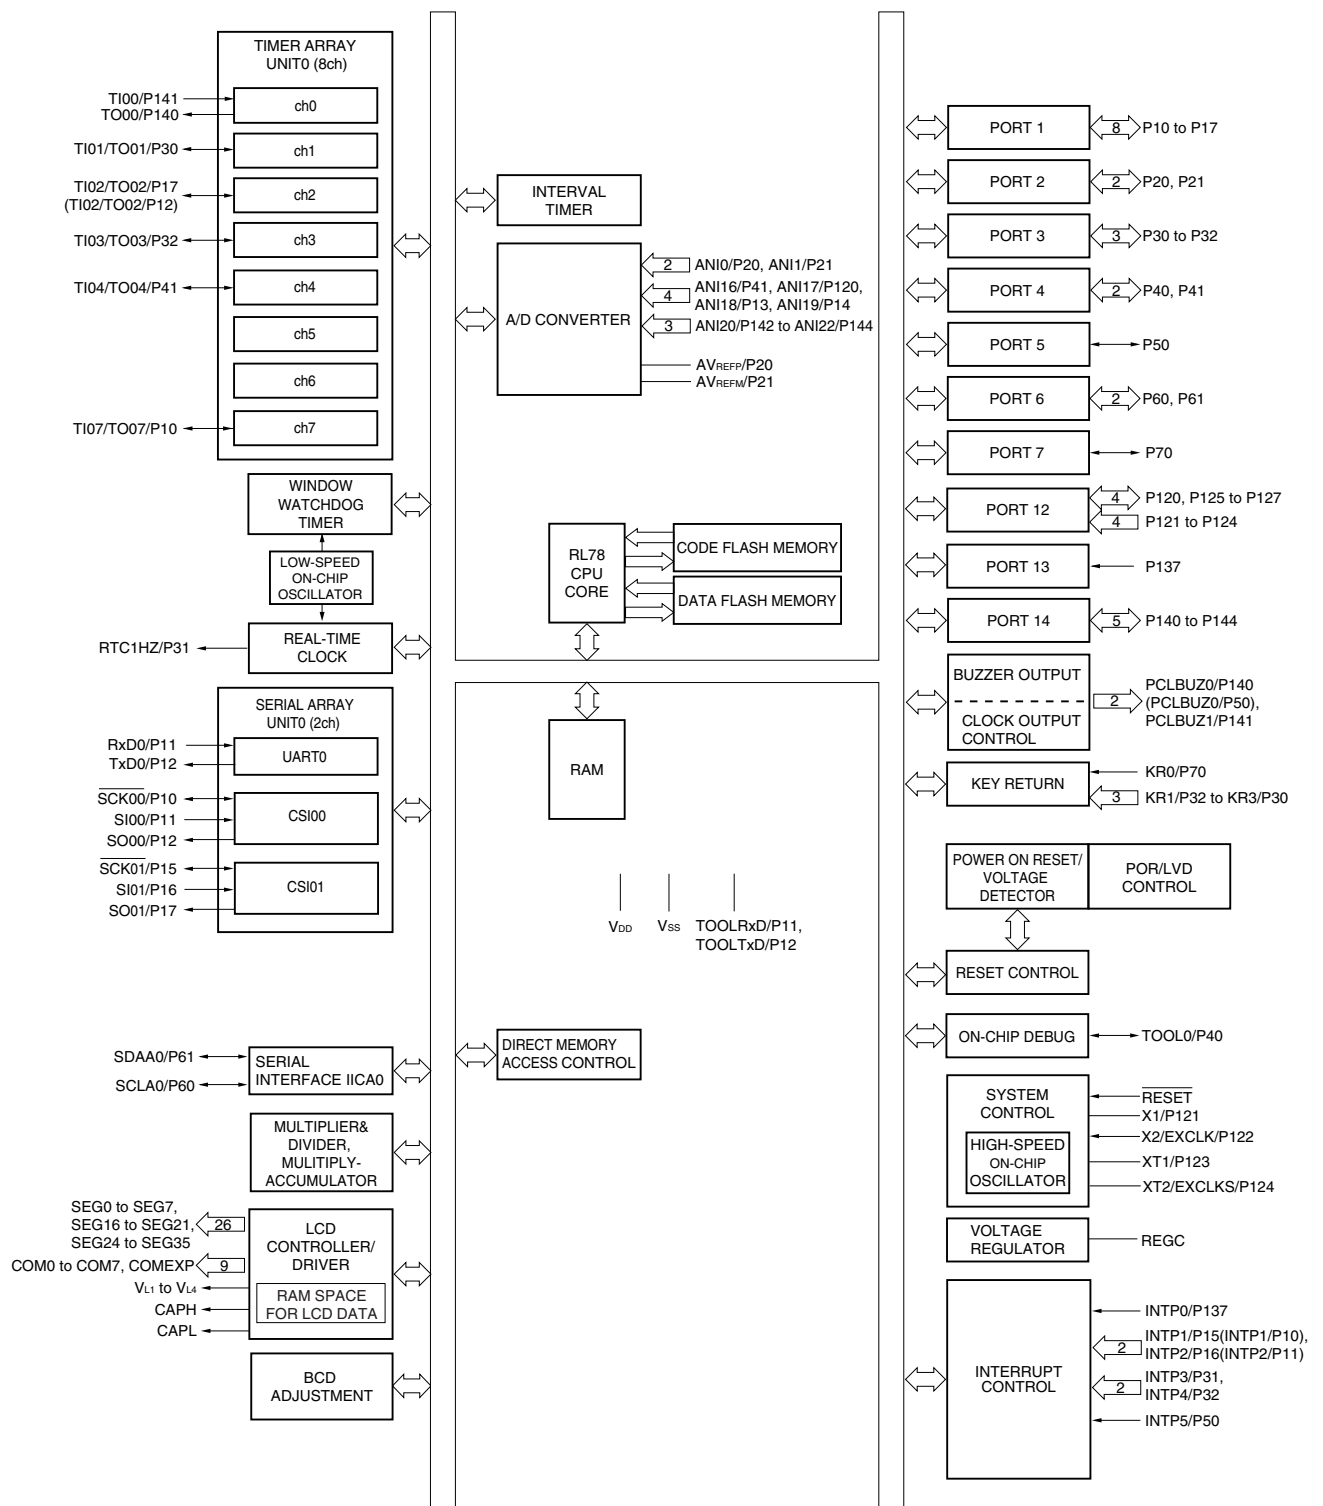 TIMER ARRAY
UNIT0 (8ch)
TI00/P141
TO00/P140
ch0
TI01/TO01/P30
ch1
TI02/TO02/P17
(TI02/TO02/P12)
ch2
TI03/TO03/P32
ch3
TI04/TO04/P41
ch4
ch5
ch6
TI07/TO07/P10
ch7
WINDOW
WATCHDOG
TIMER
LOW-SPEED
ON-CHIP
OSCILLATOR
RTC1HZ/P31
REAL-TIME
CLOCK
SERIAL ARRAY
UNIT0 (2ch)
RxD0/P11
TxD0/P12
UART0
SCK00/P10
SI00/P11
SO00/P12
CSI00
SCK01/P15
SI01/P16
SO01/P17
CSI01
SDAA0/P61
SCLA0/P60
SERIAL
INTERFACE IICA0
MULTIPLIER&
DIVIDER,
MULITIPLY-
ACCUMULATOR
SEG0 to SEG7,
SEG16 to SEG21,
SEG24 to SEG35
26
COM0 to COM7, COMEXP
9
VL1 to VL4
CAPH
CAPL
LCD
CONTROLLER/
DRIVER
RAM SPACE
FOR LCD DATA
BCD
ADJUSTMENT
INTERVAL
TIMER
A/D CONVERTER
2
ANI0/P20, ANI1/P21
4
ANI16/P41, ANI17/P120,
ANI18/P13, ANI19/P14
3
ANI20/P142 to ANI22/P144
AVREFP/P20
AVREFM/P21
RL78
CPU
CORE
CODE FLASH MEMORY
DATA FLASH MEMORY
RAM
VDD
VSS
TOOLRxD/P11,
TOOLTxD/P12
DIRECT MEMORY
ACCESS CONTROL
PORT 1
8
P10 to P17
PORT 2
2
P20, P21
PORT 3
3
P30 to P32
PORT 4
2
P40, P41
PORT 5
P50
PORT 6
2
P60, P61
PORT 7
P70
PORT 12
4
P120, P125 to P127
4
P121 to P124
PORT 13
P137
PORT 14
5
P140 to P144
BUZZER OUTPUT
CLOCK OUTPUT
CONTROL
2
PCLBUZ0/P140
(PCLBUZ0/P50),
PCLBUZ1/P141
KEY RETURN
KR0/P70
3
KR1/P32 to KR3/P30
POWER ON RESET/
VOLTAGE
DETECTOR
POR/LVD
CONTROL
RESET CONTROL
ON-CHIP DEBUG
TOOL0/P40
SYSTEM
CONTROL
HIGH-SPEED
ON-CHIP
OSCILLATOR
RESET
X1/P121
X2/EXCLK/P122
XT1/P123
XT2/EXCLKS/P124
VOLTAGE
REGULATOR
REGC
INTERRUPT
CONTROL
INTP0/P137
2
INTP1/P15(INTP1/P10),
INTP2/P16(INTP2/P11)
2
INTP3/P31,
INTP4/P32
INTP5/P50